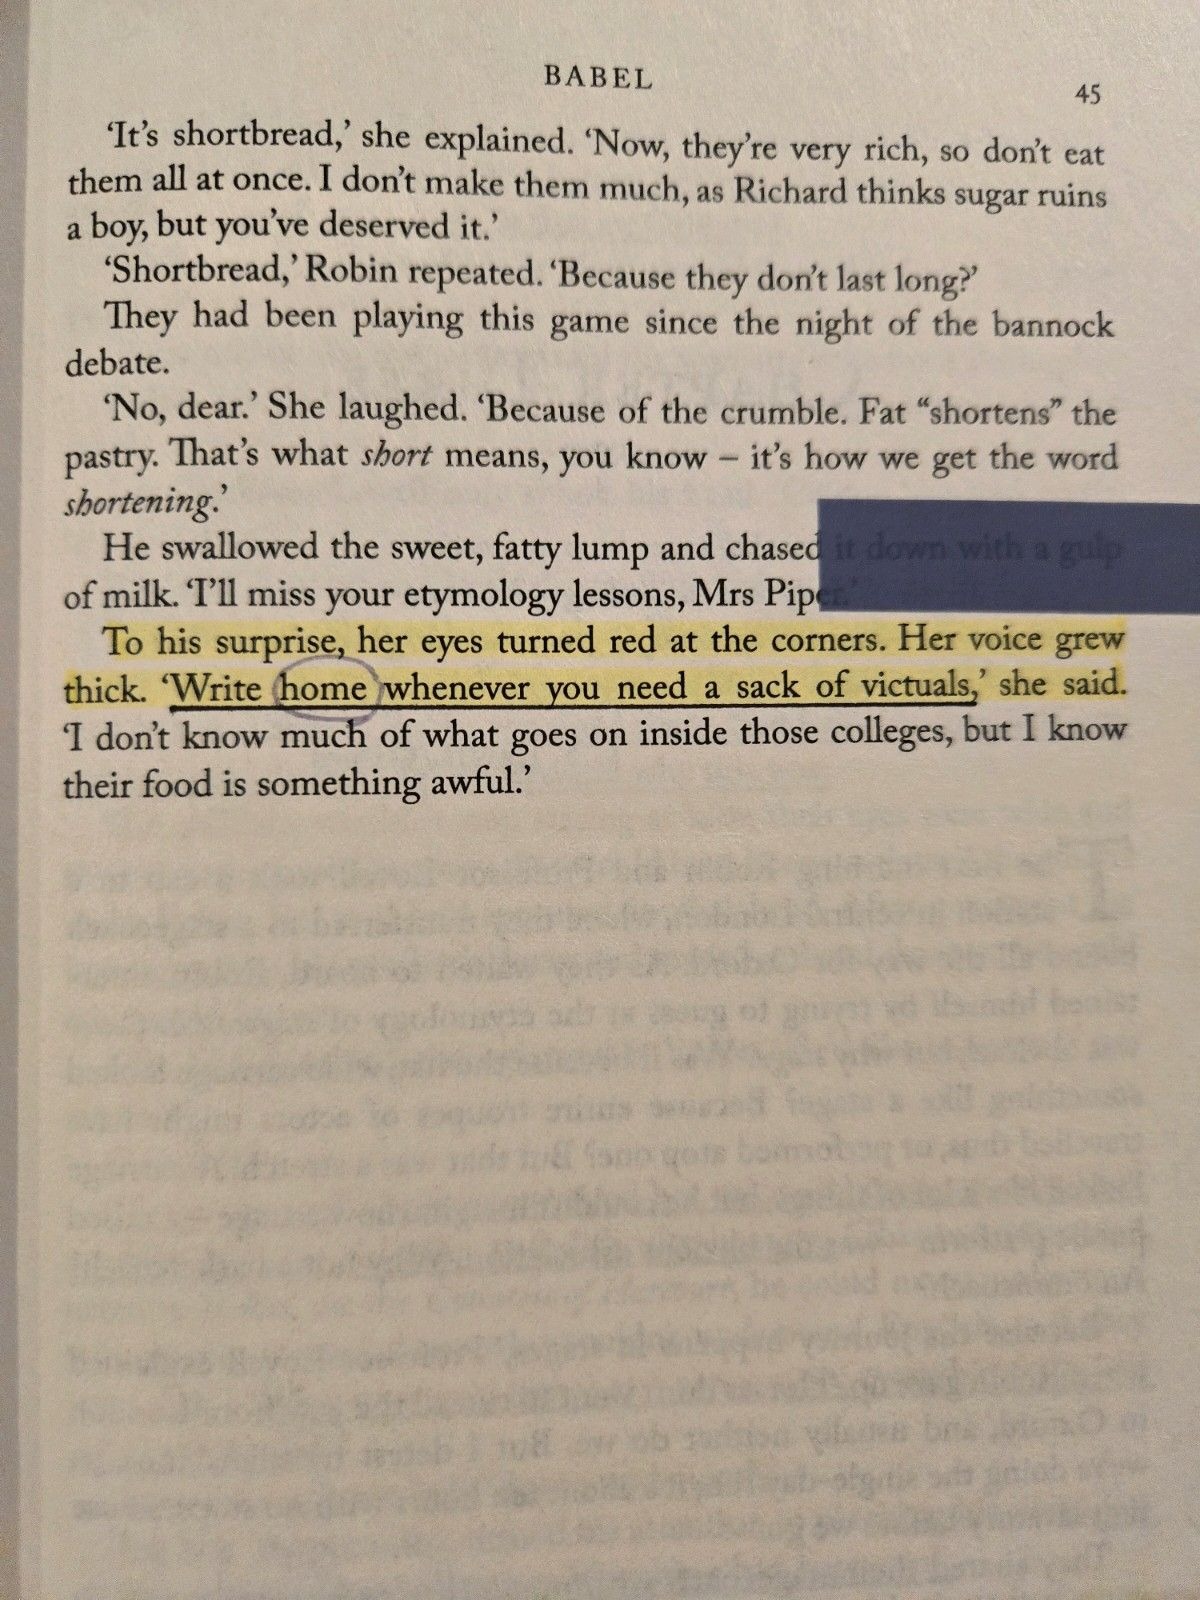 BABEL
45
‘It’s shortbread,’ she explained. ‘Now, they’re very rich, so don’t eat
them all at once. I don’t make them much, as Richard thinks sugar ruins
a boy, but you’ve deserved it.’
‘Shortbread,’ Robin repeated. ‘Because they don’t last long?’
They had been playing this game since the night of the bannock
debate.
‘No, dear.’ She laughed. ‘Because of the crumble. Fat “shortens” the
pastry. That’s what short means, you know – it’s how we get the word
shortening.’
He swallowed the sweet, fatty lump and chased it down with a gulp
of milk. ‘I’ll miss your etymology lessons, Mrs Piper.’
To his surprise, her eyes turned red at the corners. Her voice grew
thick. ‘Write home whenever you need a sack of victuals,’ she said.
‘I don’t know much of what goes on inside those colleges, but I know
their food is something awful.’